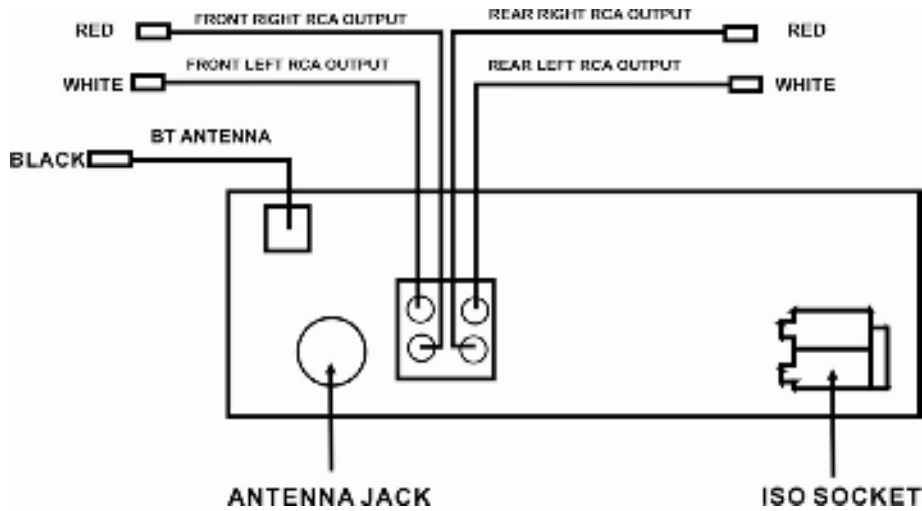 RED
FRONT RIGHT RCA OUTPUT
REAR RIGHT RCA OUTPUT
RED
WHITE
FRONT LEFT RCA OUTPUT
REAR LEFT RCA OUTPUT
WHITE
BLACK
BT ANTENNA
ANTENNA JACK
ISO SOCKET